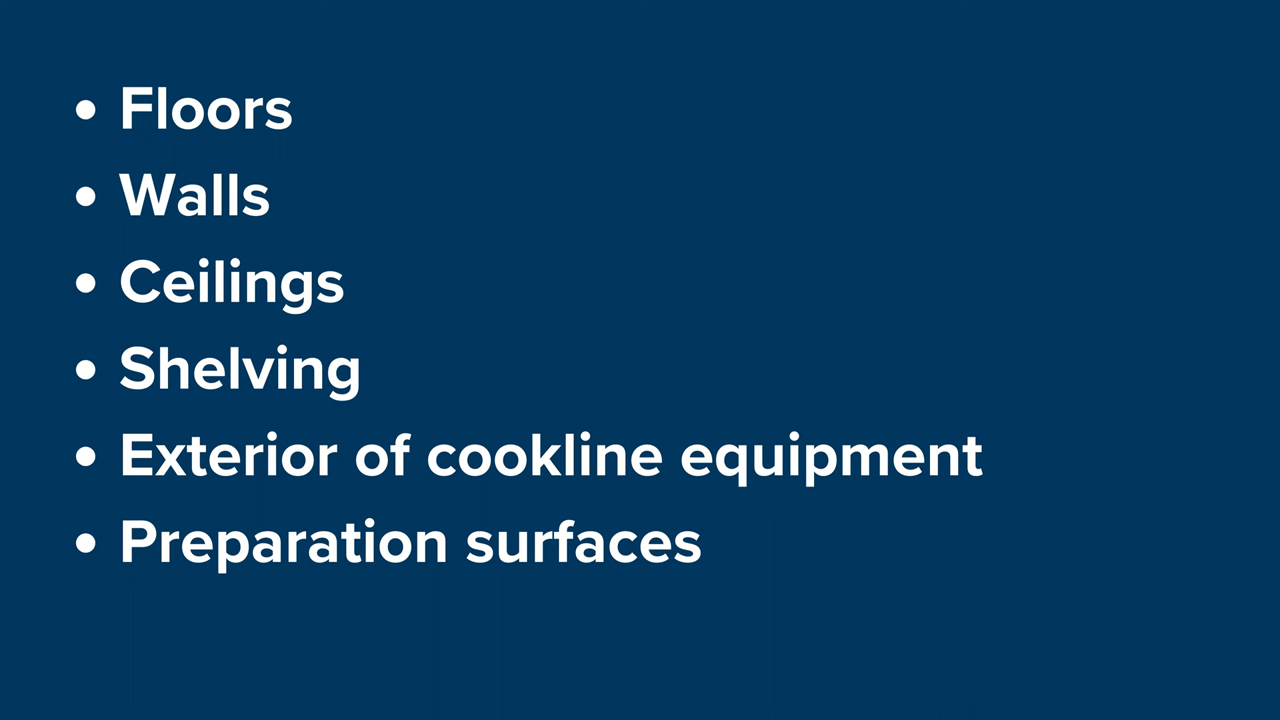 • Floors
• Walls
• Ceilings
• Shelving
• Exterior of cookline equipment
• Preparation surfaces